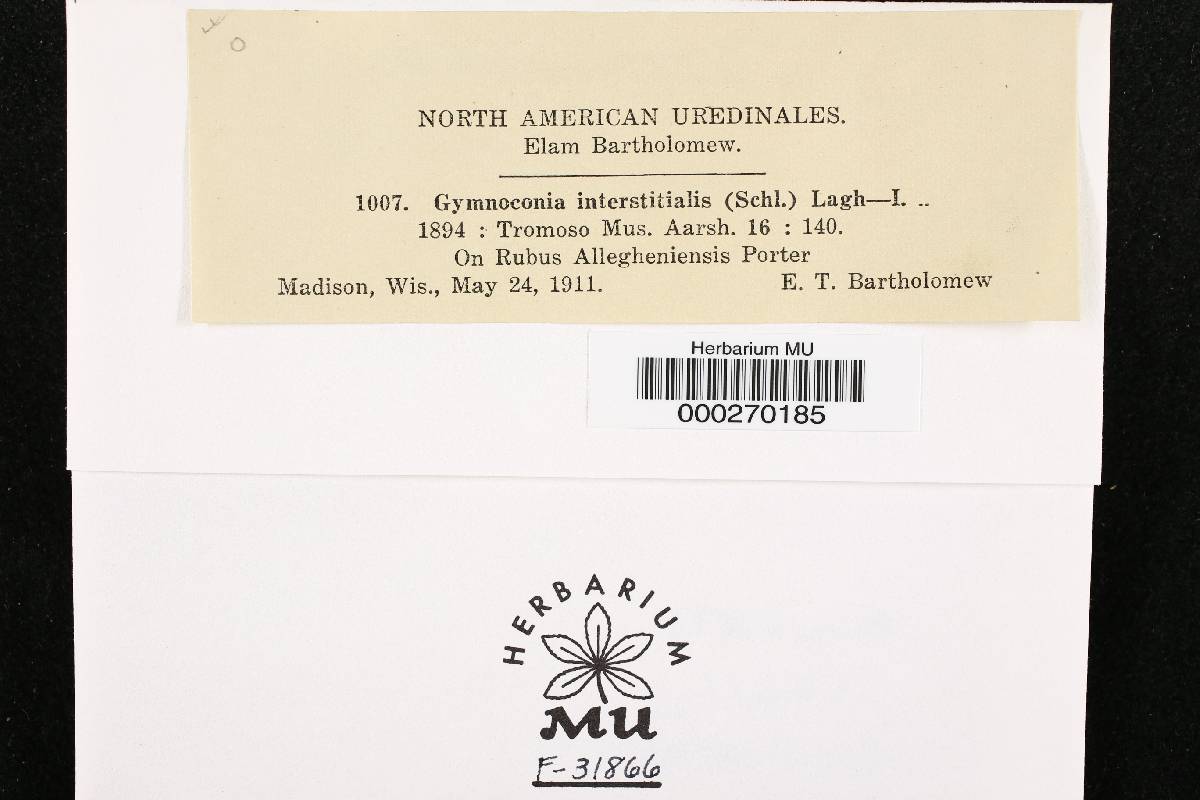 NORTH AMERICAN UREDINALES.
Elam Bartholomew.
1007. Gymnoconia interstitialis (Schl.) Lagh—I. ..
1894 : Tromoso Mus. Aarsh. 16 : 140.
On Rubus Allegheniensis Porter
Madison, Wis., May 24, 1911. E. T. Bartholomew
Herbarium MU
000270185
HERBARIUM
MU
F-31866